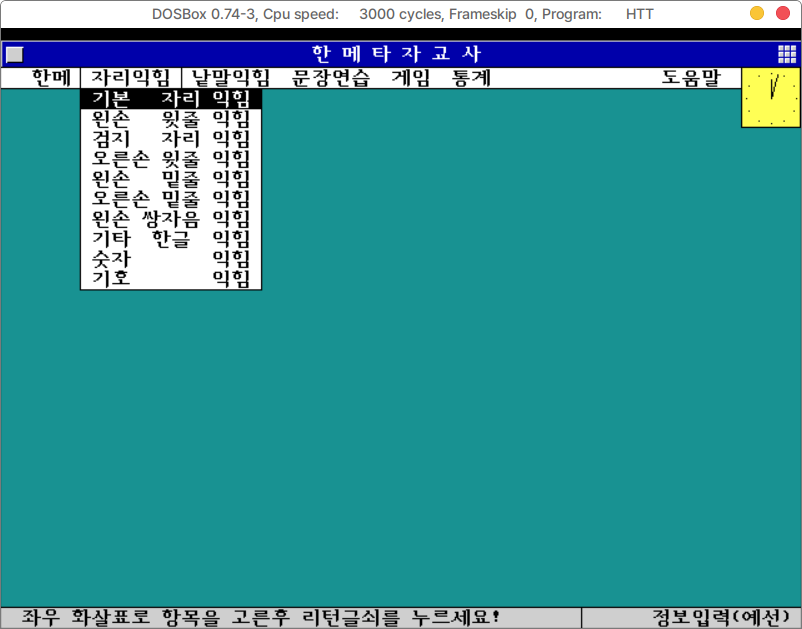 DOSBox 0.74-3, Cpu speed: 3000 cycles, Frameskip 0, Program: HTT
한메타자교사
한메 자리익힘 낱말익힘 문장연습 게임 통계 도움말
기본 자리 익힘
왼손 윗줄 익힘
검지 자리 익힘
오른손 윗줄 익힘
왼손 밑줄 익힘
오른손 밑줄 익힘
왼손 쌍자음 익힘
기타 한글 익힘
숫자 익힘
기호 익힘
좌우 화살표로 항목을 고른후 리턴글쇠를 누르세요! 정보입력(예선)